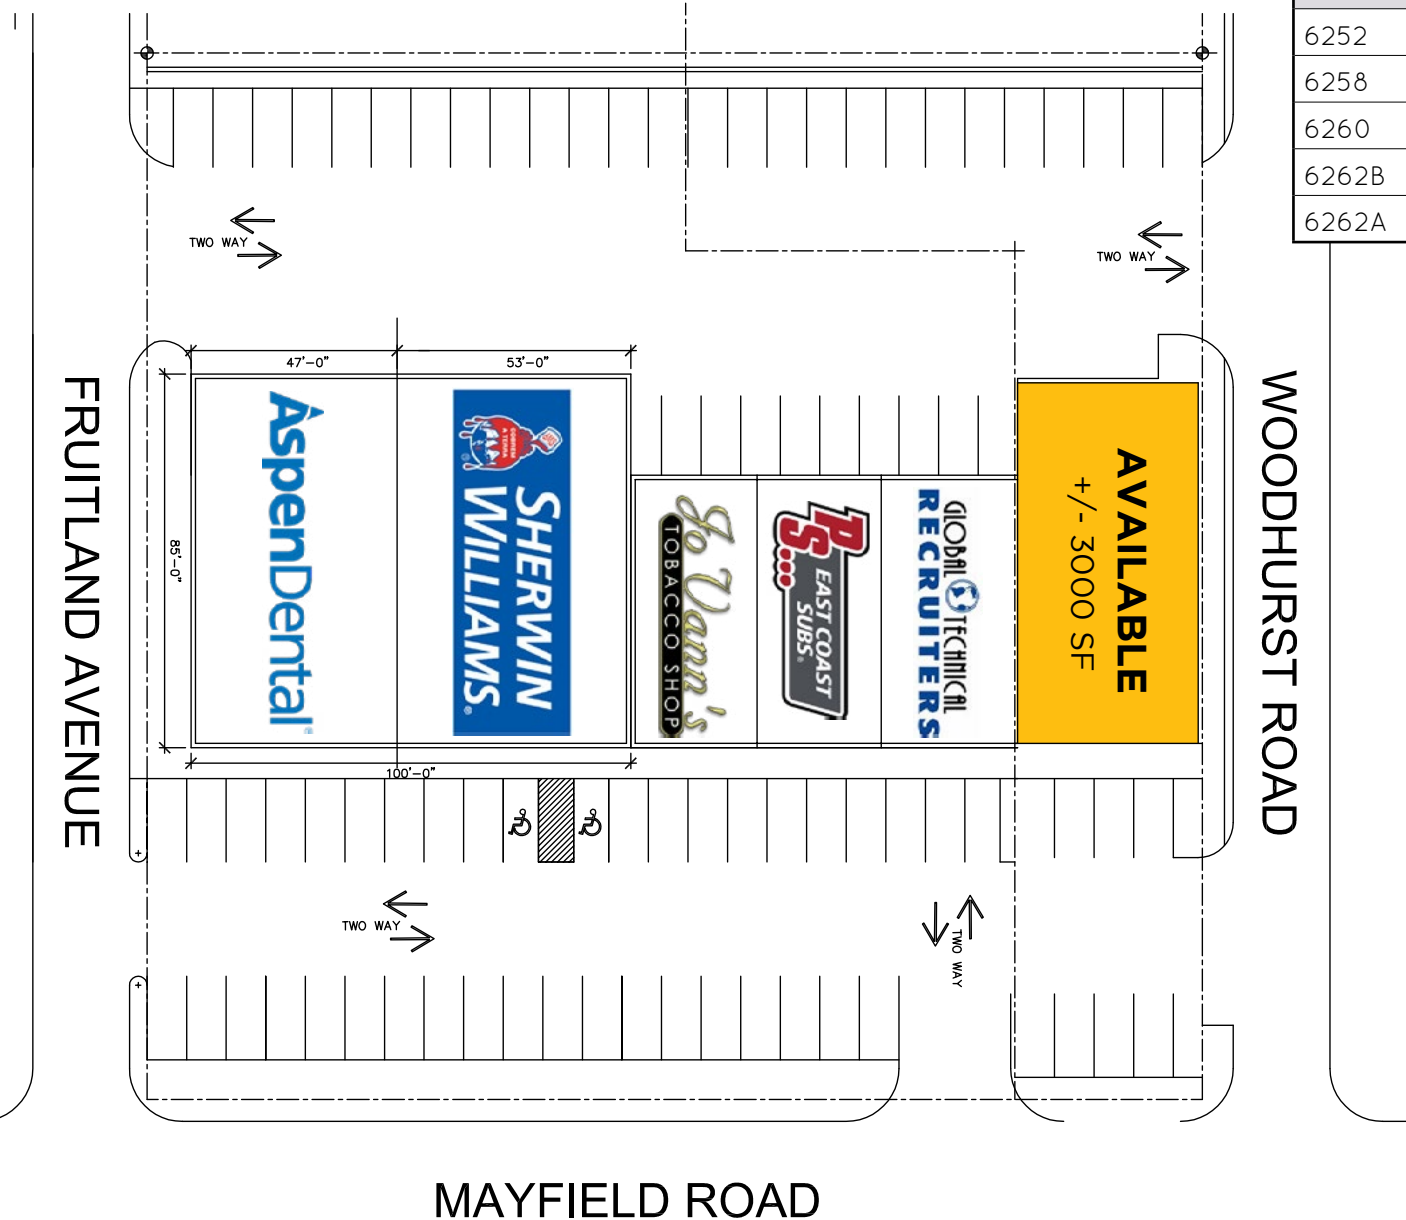 6252
6258
6260
6262B
6262A
TWO WAY
TWO WAY
47'-0"
53'-0"
85'-0"
100'-0"
AspenDental
SHERWIN
WILLIAMS.
Jo Vann's
TOBACCO SHOP
PS...
EAST COAST
SUBS
GLOBAL TECHNICAL
RECRUITERS
AVAILABLE
+/- 3000 SF
FRUITLAND AVENUE
WOODHURST ROAD
TWO WAY
TWO WAY
MAYFIELD ROAD